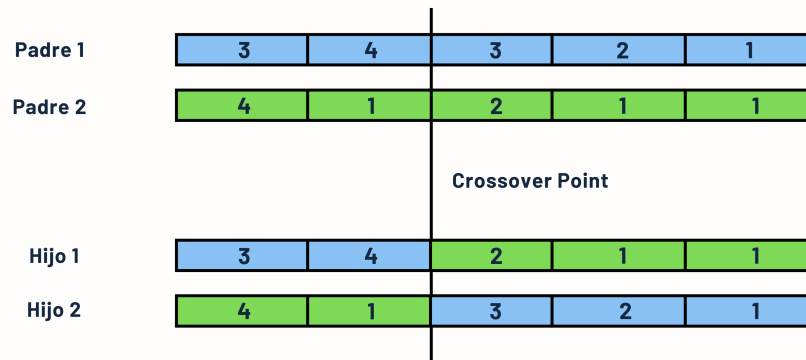 Padre 1 3 4 3 2 1
Padre 2 4 1 2 1 1
Crossover Point
Hijo 1 3 4 2 1 1
Hijo 2 4 1 3 2 1